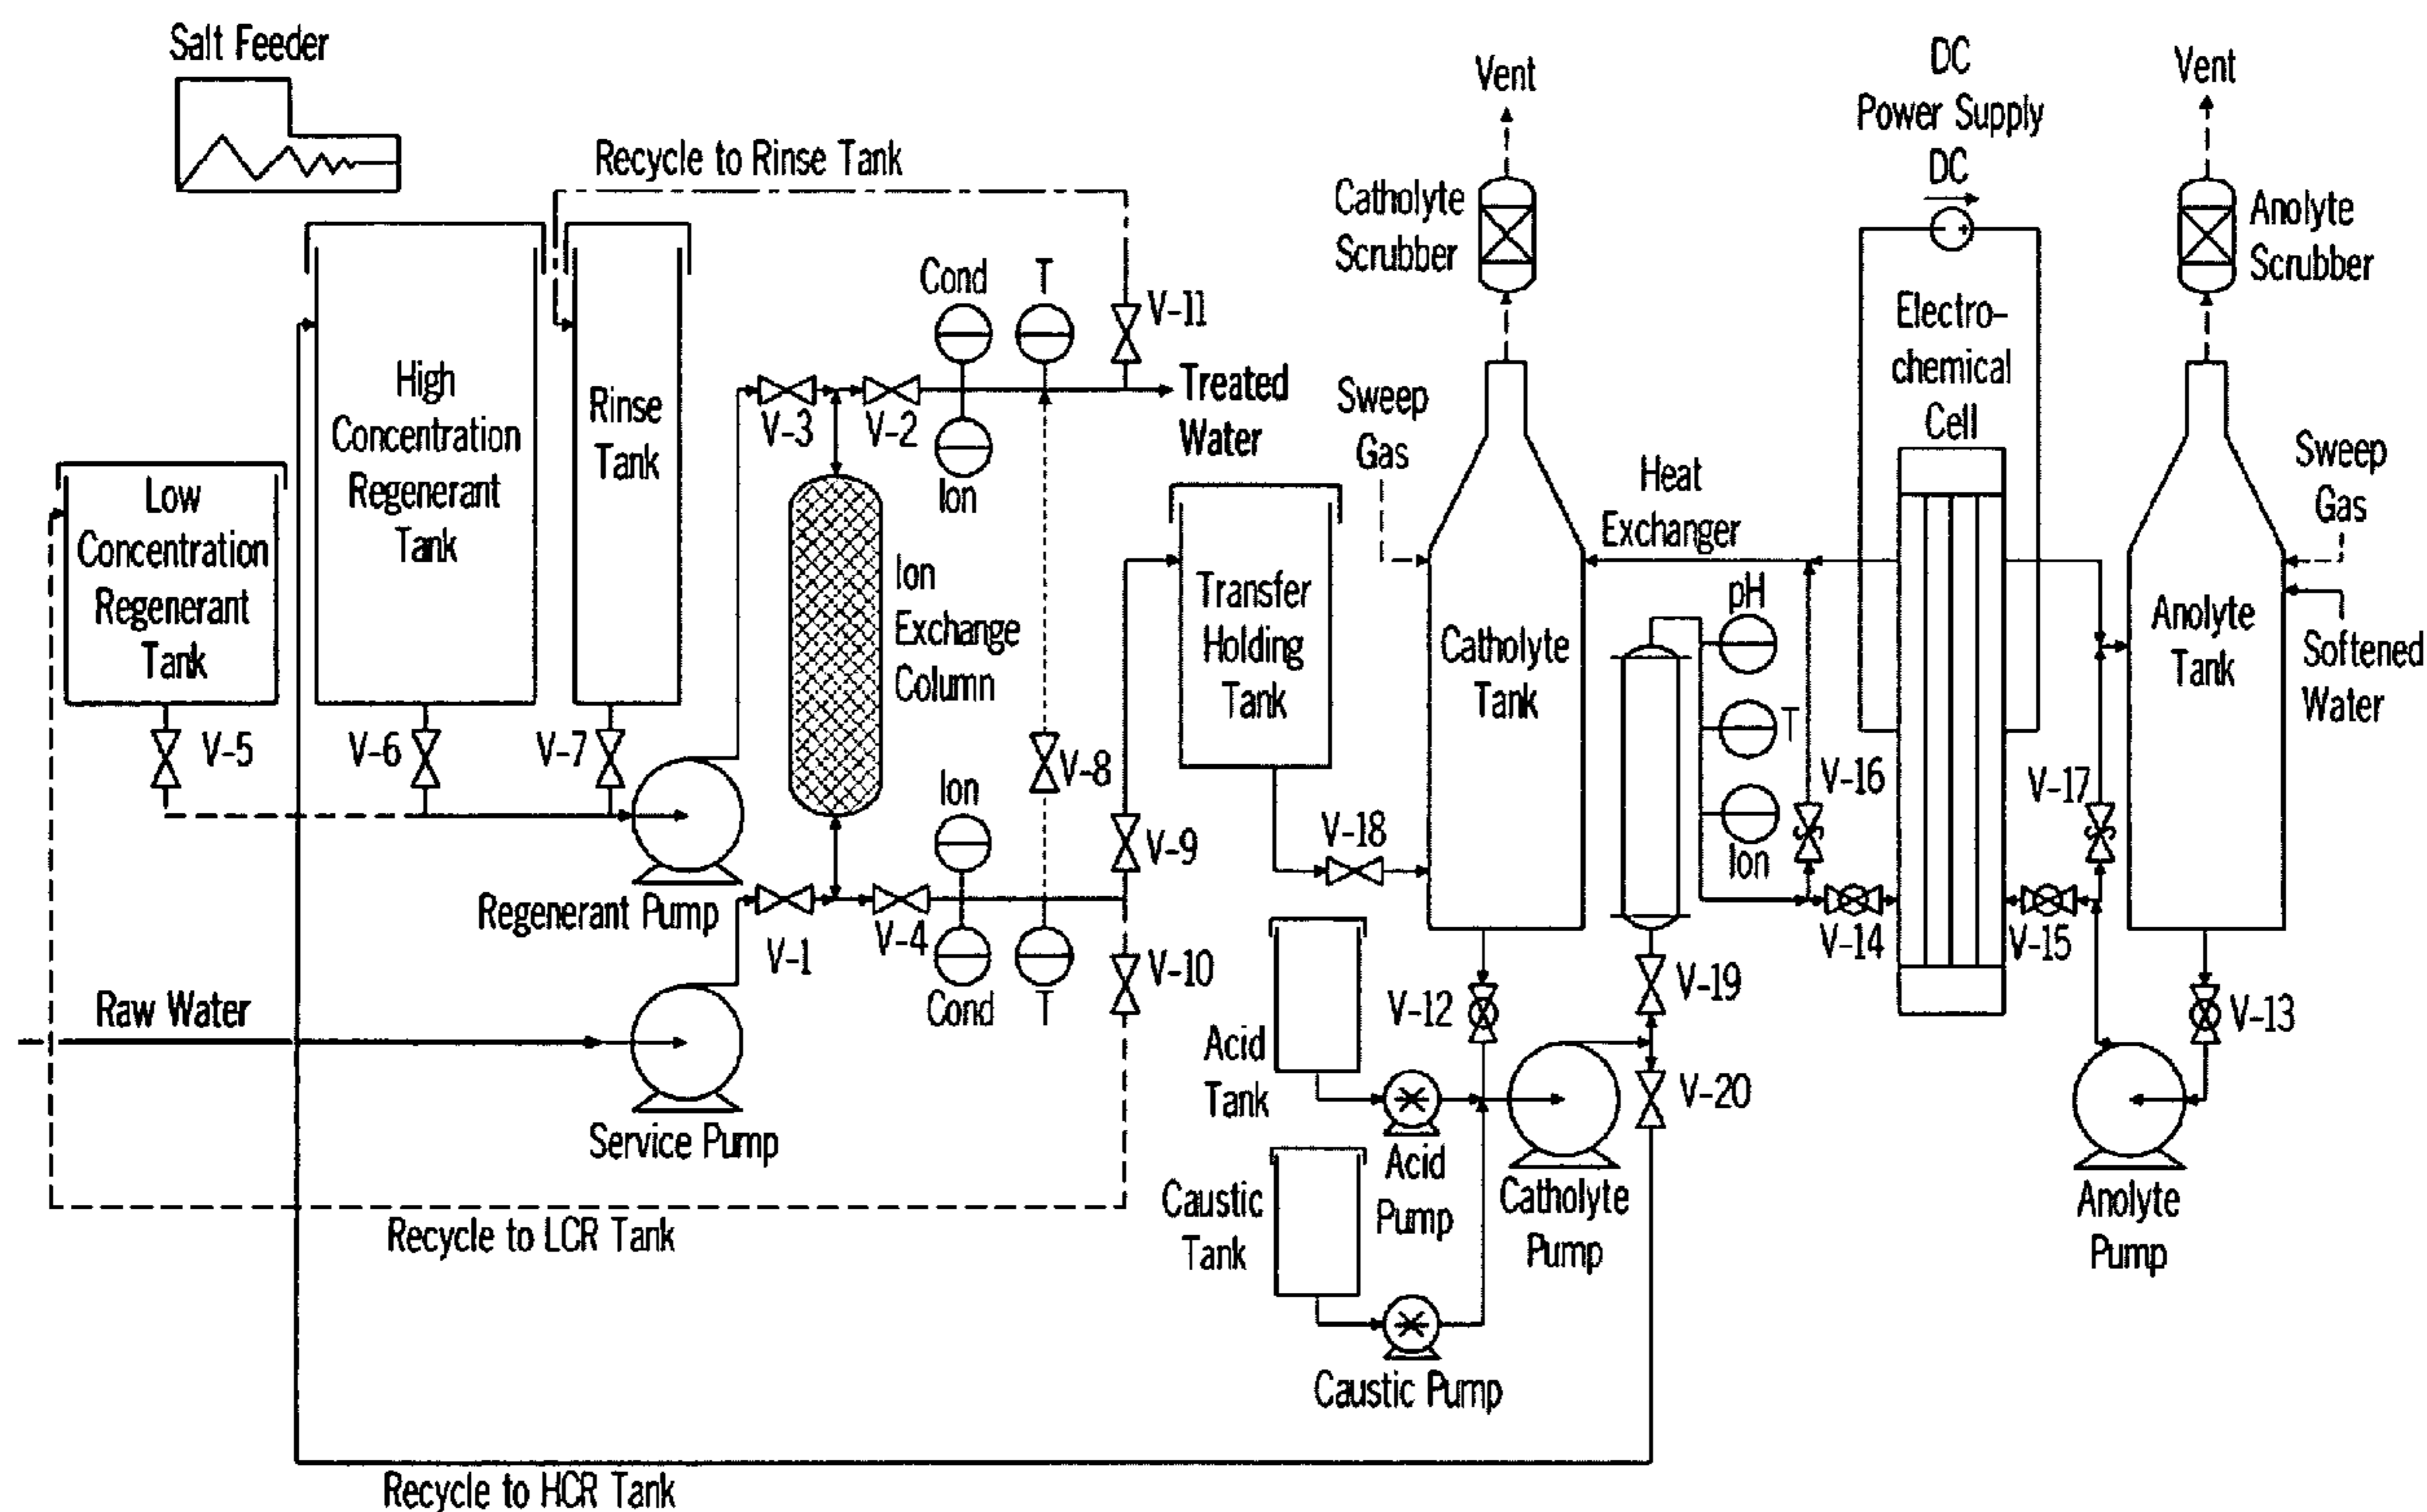 Salt Feeder
Recycle to Rinse Tank
High
Concentration
Regenerant
Tank
Rinse
Tank
Low
Concentration
Regenerant
Tank
V-5
V-6
V-7
Regenerant Pump
Raw Water
Service Pump
Recycle to LCR Tank
Recycle to HCR Tank
Cond
T
V-11
V-3
V-2
Ion
Treated
Water
Ion
Exchange
Column
V-8
Ion
V-9
V-1
V-4
Cond
T
V-10
Transfer
Holding
Tank
V-18
Vent
Catholyte
Scrubber
Sweep
Gas
Catholyte
Tank
V-12
Acid
Tank
Acid
Pump
Caustic
Tank
Caustic Pump
Catholyte
Pump
Heat
Exchanger
pH
T
Ion
V-19
V-20
V-16
V-14
DC
Power Supply
DC
- +
Electro-
chemical
Cell
V-17
V-15
Vent
Anolyte
Scrubber
Sweep
Gas
Anolyte
Tank
Softened
Water
V-13
Anolyte
Pump